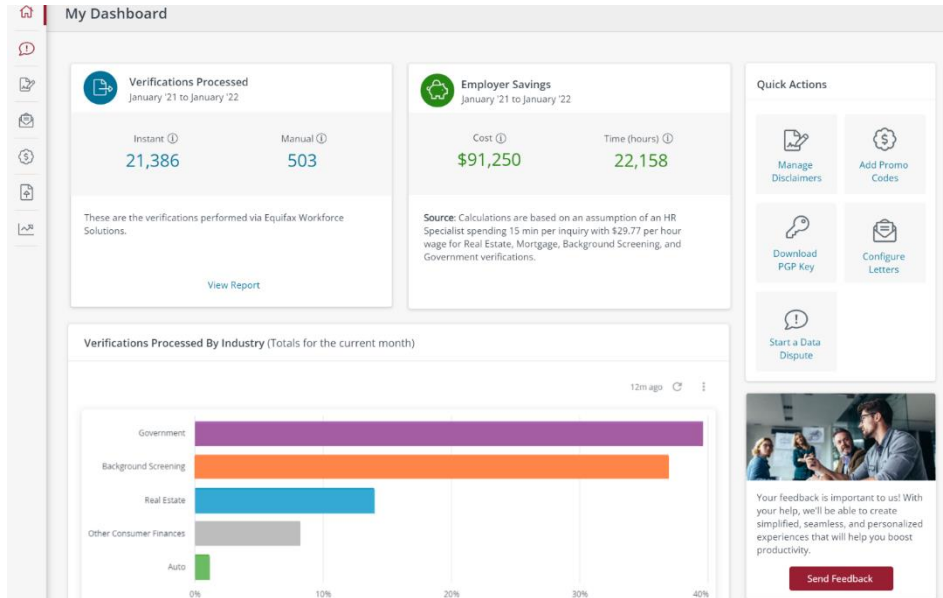 My Dashboard
Verifications Processed
January '21 to January '22
Instant
Manual
21,386
503
These are the verifications performed via Equifax Workforce
Solutions.
View Report
Employer Savings
January '21 to January '22
Cost
Time (hours)
$91,250
22,158
Source: Calculations are based on an assumption of an HR
Specialist spending 15 min per inquiry with $29.77 per hour
wage for Real Estate, Mortgage, Background Screening, and
Government verifications.
Quick Actions
Manage
Disclaimers
Add Promo
Codes
Download
PGP Key
Configure
Letters
Start a Data
Dispute
Verifications Processed By Industry (Totals for the current month)
12m ago
Government
Background Screening
Real Estate
Other Consumer Finances
Auto
0%
10%
20%
30%
40%
Your feedback is important to us! With
your help, we'll be able to create
simplified, seamless, and personalized
experiences that will help you boost
productivity.
Send Feedback